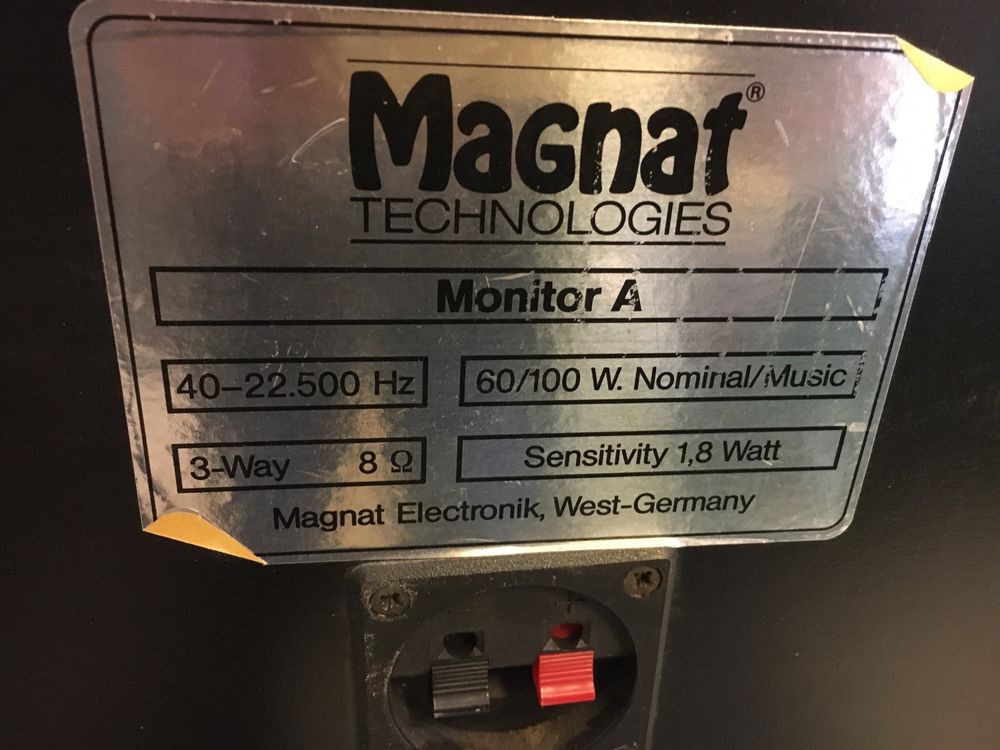 Magnat®
TECHNOLOGIES
Monitor A
40–22.500 Hz
60/100 W. Nominal/Music
3-Way 8 Ω
Sensitivity 1,8 Watt
Magnat Electronik, West-Germany